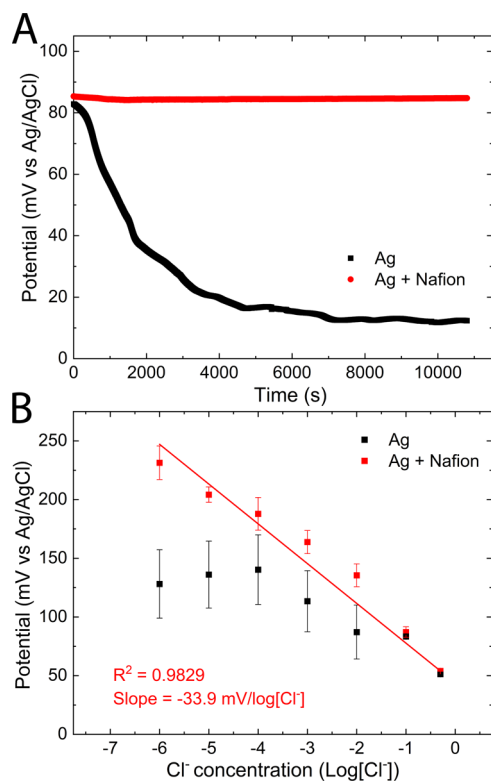 A
100
80
60
40
20
0
Potential (mV vs Ag/AgCl)
Ag
Ag + Nafion
0 2000 4000 6000 8000 10000
Time (s)
B
250
200
150
100
50
0
Potential (mV vs Ag/AgCl)
Ag
Ag + Nafion
R² = 0.9829
Slope = -33.9 mV/log[Cl⁻]
-7 -6 -5 -4 -3 -2 -1 0
Cl⁻ concentration (Log[Cl⁻])